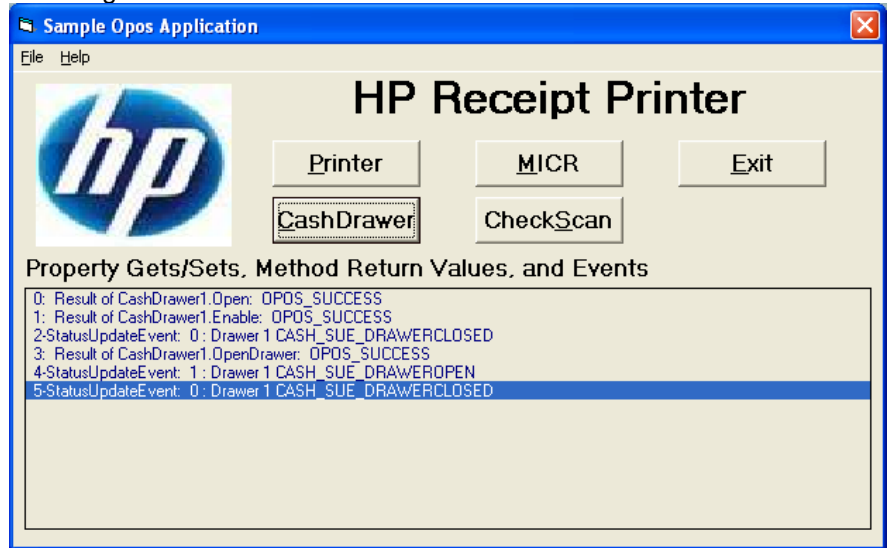 Sample Opos Application
File Help
hp
HP Receipt Printer
Printer MICR Exit
CashDrawer CheckScan
Property Gets/Sets, Method Return Values, and Events
0: Result of CashDrawer1.Open: OPOS_SUCCESS
1: Result of CashDrawer1.Enable: OPOS_SUCCESS
2-StatusUpdateEvent: 0 : Drawer 1 CASH_SUE_DRAWERCLOSED
3: Result of CashDrawer1.OpenDrawer: OPOS_SUCCESS
4-StatusUpdateEvent: 1 : Drawer 1 CASH_SUE_DRAWEROPEN
5-StatusUpdateEvent: 0 : Drawer 1 CASH_SUE_DRAWERCLOSED